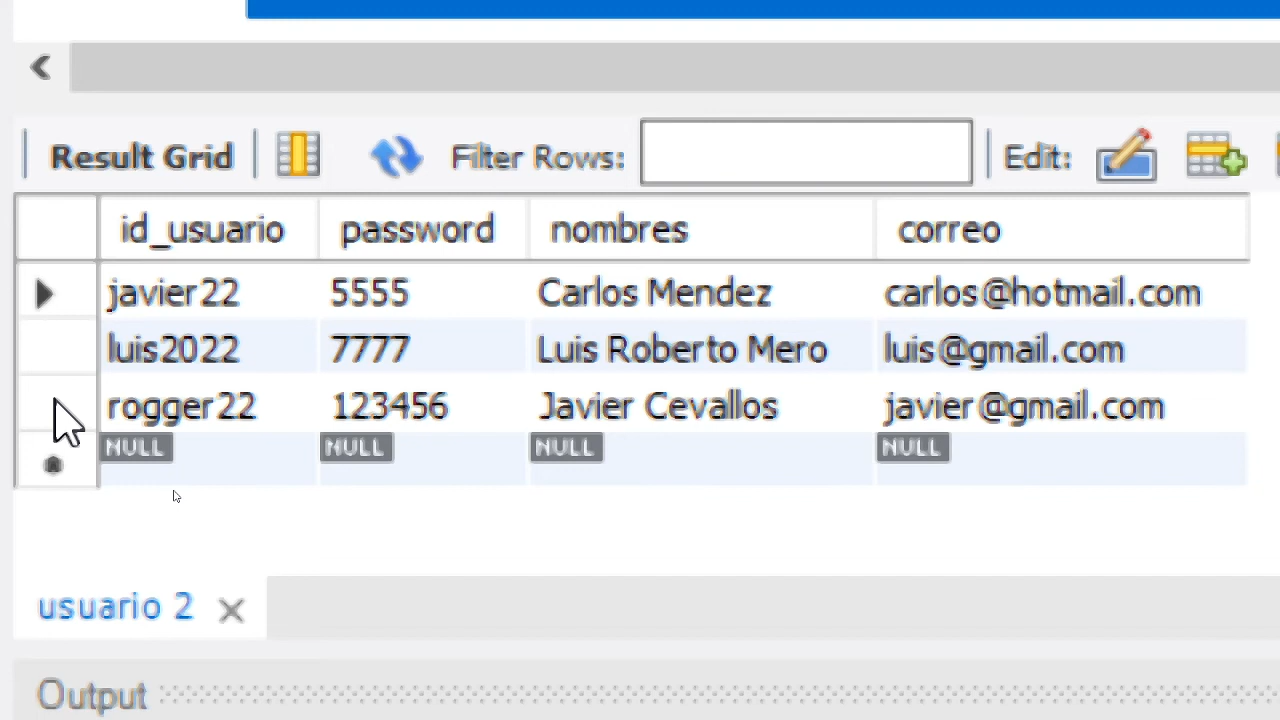 Result Grid Filter Rows: Edit:
id_usuario password nombres correo
javier22 5555 Carlos Mendez carlos@hotmail.com
luis2022 7777 Luis Roberto Mero luis@gmail.com
rogger22 123456 Javier Cevallos javier@gmail.com
NULL NULL NULL NULL
usuario 2
Output